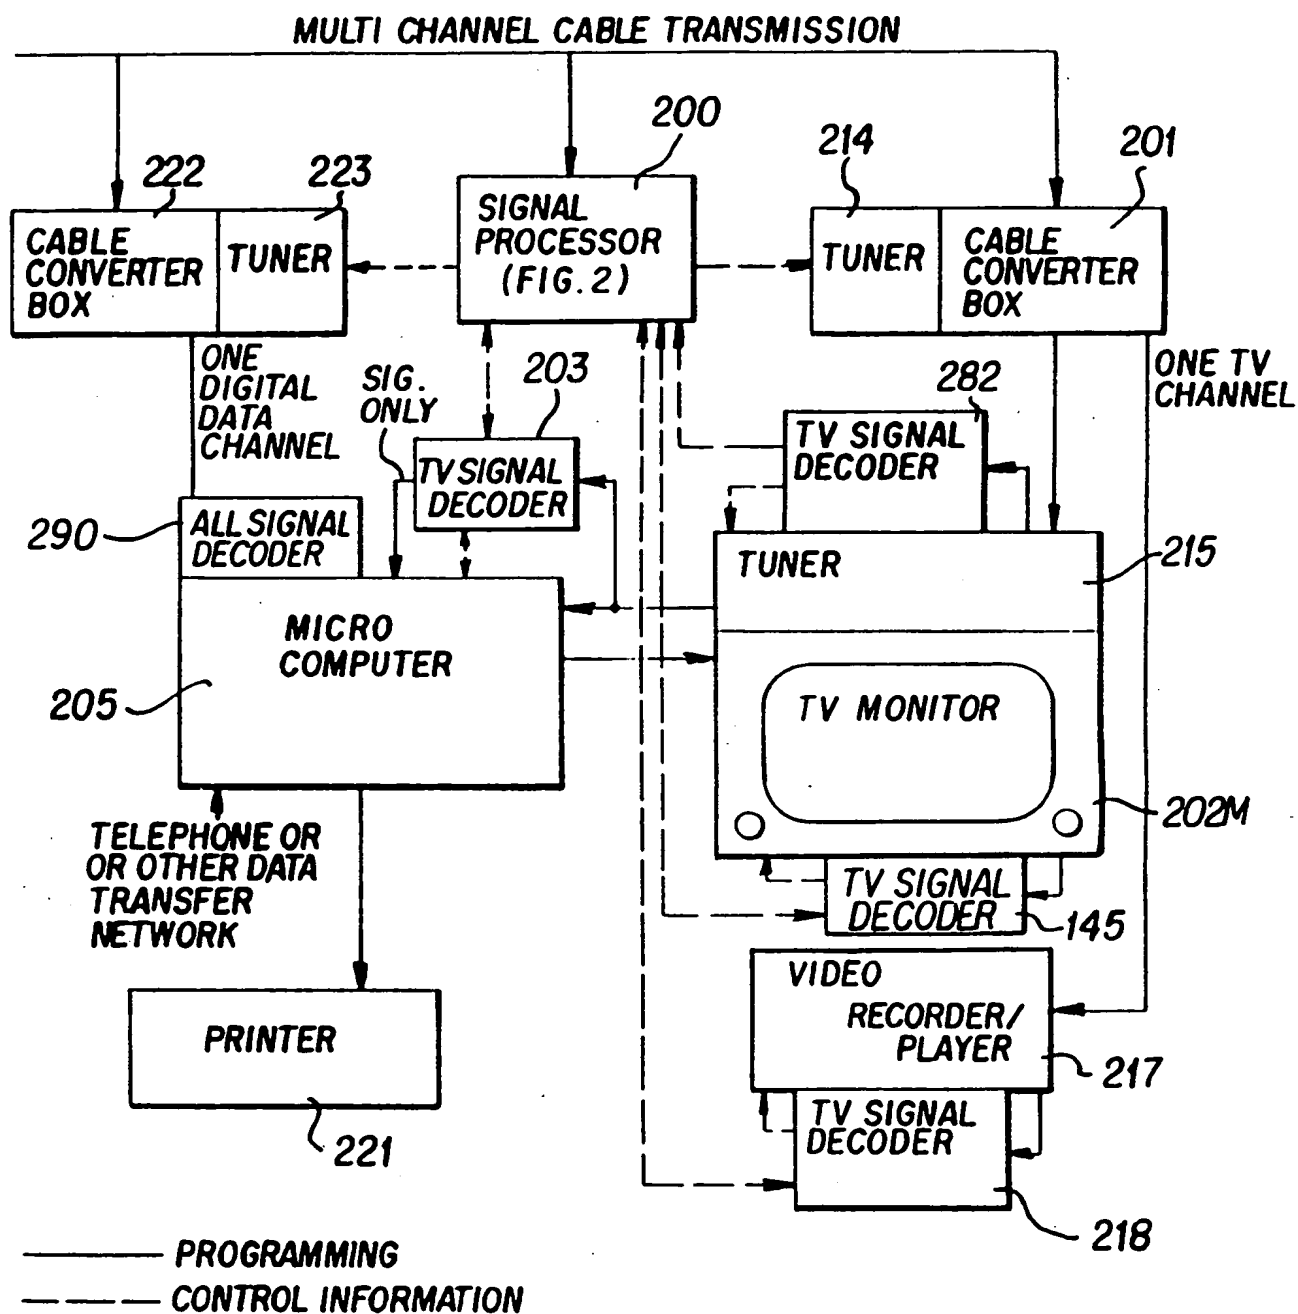 MULTI CHANNEL CABLE TRANSMISSION
200
214
201
222
223
SIGNAL
PROCESSOR
(FIG. 2)
CABLE
CONVERTER
BOX
TUNER
TUNER
CABLE
CONVERTER
BOX
ONE
DIGITAL
DATA
CHANNEL
SIG.
ONLY
203
282
ONE TV
CHANNEL
TV SIGNAL
DECODER
TV SIGNAL
DECODER
290
ALL SIGNAL
DECODER
TUNER
215
MICRO
COMPUTER
205
TV MONITOR
202M
TELEPHONE OR
OR OTHER DATA
TRANSFER
NETWORK
TV SIGNAL
DECODER
145
VIDEO
RECORDER/
PLAYER
217
PRINTER
221
TV SIGNAL
DECODER
218
PROGRAMMING
CONTROL INFORMATION